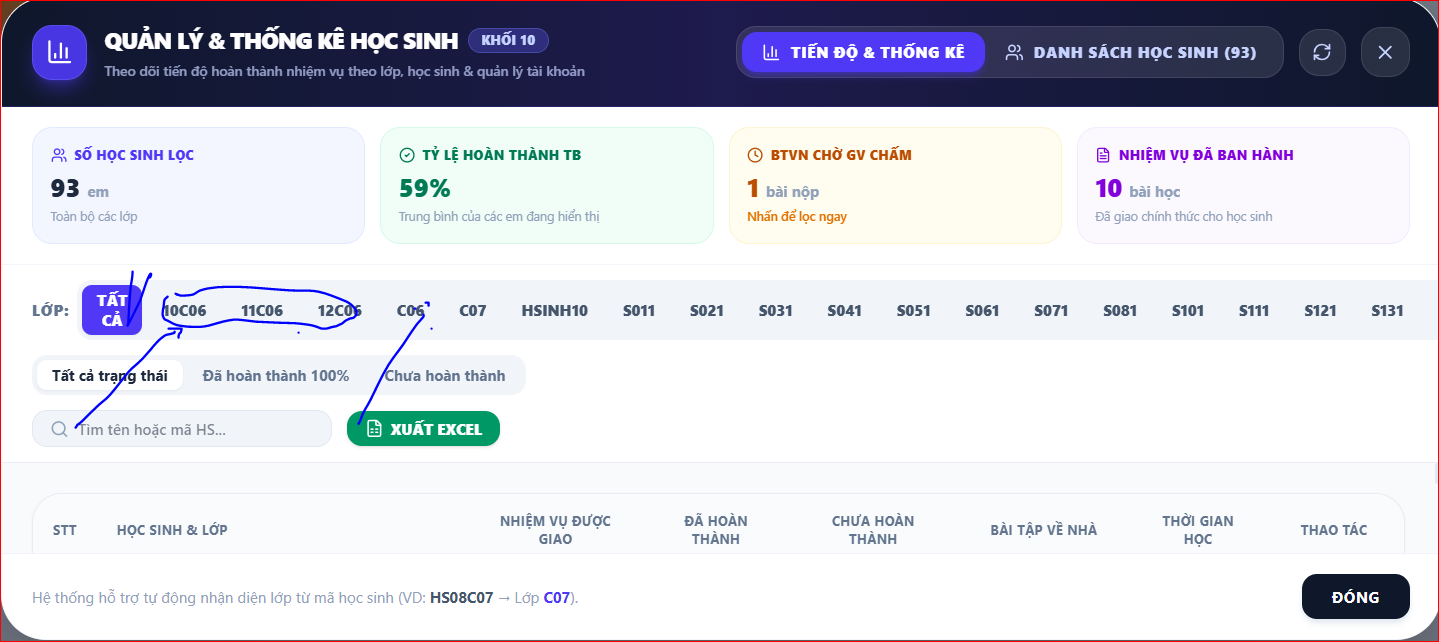 QUẢN LÝ & THỐNG KÊ HỌC SINH KHỐI 10
Theo dõi tiến độ hoàn thành nhiệm vụ theo lớp, học sinh & quản lý tài khoản
TIẾN ĐỘ & THỐNG KÊ
DANH SÁCH HỌC SINH (93)
SỐ HỌC SINH LỌC
93 em
Toàn bộ các lớp
TỶ LỆ HOÀN THÀNH TB
59%
Trung bình của các em đang hiển thị
BTVN CHỜ GV CHẤM
1 bài nộp
Nhấn để lọc ngay
NHIỆM VỤ ĐÃ BAN HÀNH
10 bài học
Đã giao chính thức cho học sinh
LỚP: TẤT CẢ 10C06 11C06 12C06 C06 C07 HSINH10 S011 S021 S031 S041 S051 S061 S071 S081 S101 S111 S121 S131
Tất cả trạng thái Đã hoàn thành 100% Chưa hoàn thành
Tìm tên hoặc mã HS... XUẤT EXCEL
STT HỌC SINH & LỚP NHIỆM VỤ ĐƯỢC GIAO ĐÃ HOÀN THÀNH CHƯA HOÀN THÀNH BÀI TẬP VỀ NHÀ THỜI GIAN HỌC THAO TÁC
Hệ thống hỗ trợ tự động nhận diện lớp từ mã học sinh (VD: HS08C07 → Lớp C07).
ĐÓNG